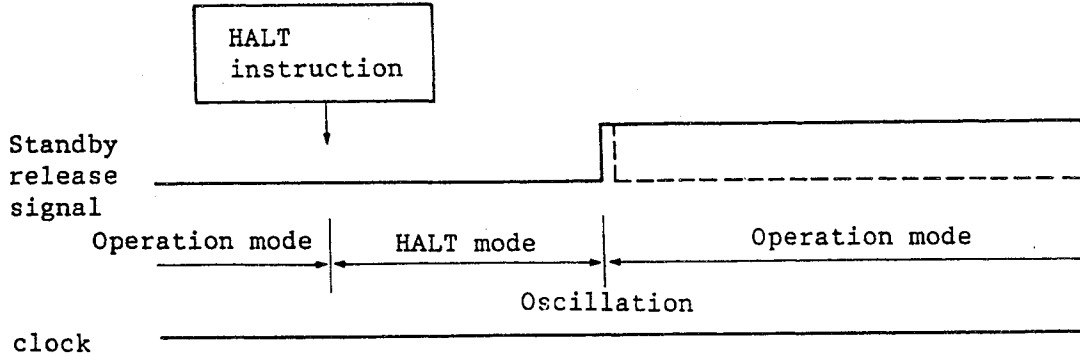 HALT
instruction
Standby
release
signal
Operation mode
HALT mode
Operation mode
Oscillation
clock